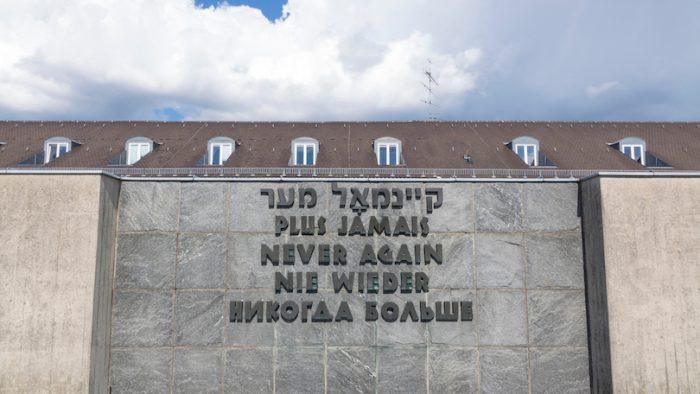 קיינמאָל מער
PLUS JAMAIS
NEVER AGAIN
NIE WIEDER
НИКОГДА БОЛЬШЕ